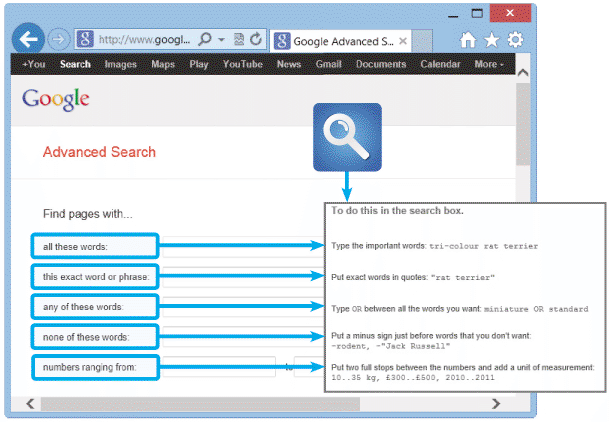 http://www.googl...
Google Advanced S...
+You Search Images Maps Play YouTube News Gmail Documents Calendar More
Google
Advanced Search
Find pages with...
To do this in the search box.
all these words:
Type the important words: tri-colour rat terrier
this exact word or phrase:
Put exact words in quotes: "rat terrier"
any of these words:
Type OR between all the words you want: miniature OR standard
none of these words:
Put a minus sign just before words that you don't want:
-rodent, -"Jack Russell"
numbers ranging from:
to
Put two full stops between the numbers and add a unit of measurement:
10..35 kg, £300..£500, 2010..2011